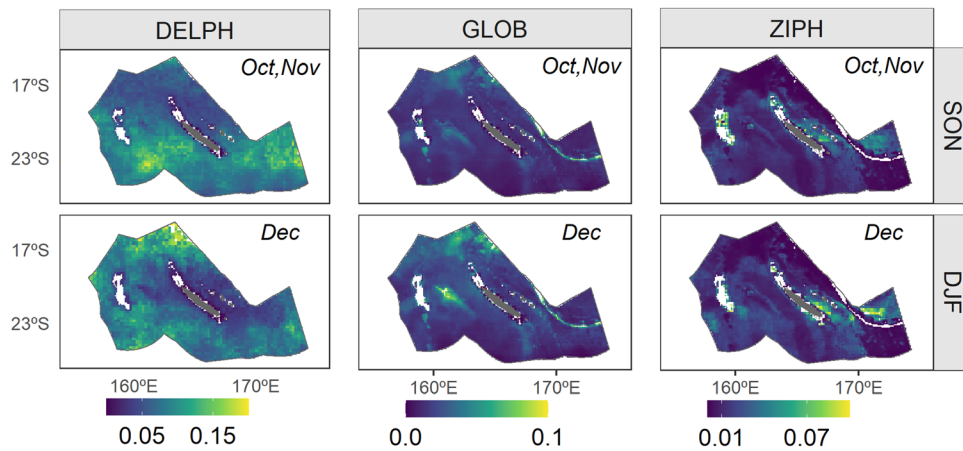 DELPH GLOB ZIPH
Oct,Nov Oct,Nov Oct,Nov SON
17ºS
23ºS
Dec Dec Dec DJF
17ºS
23ºS
160ºE 170ºE 160ºE 170ºE 160ºE 170ºE
0.05 0.15 0.0 0.1 0.01 0.07